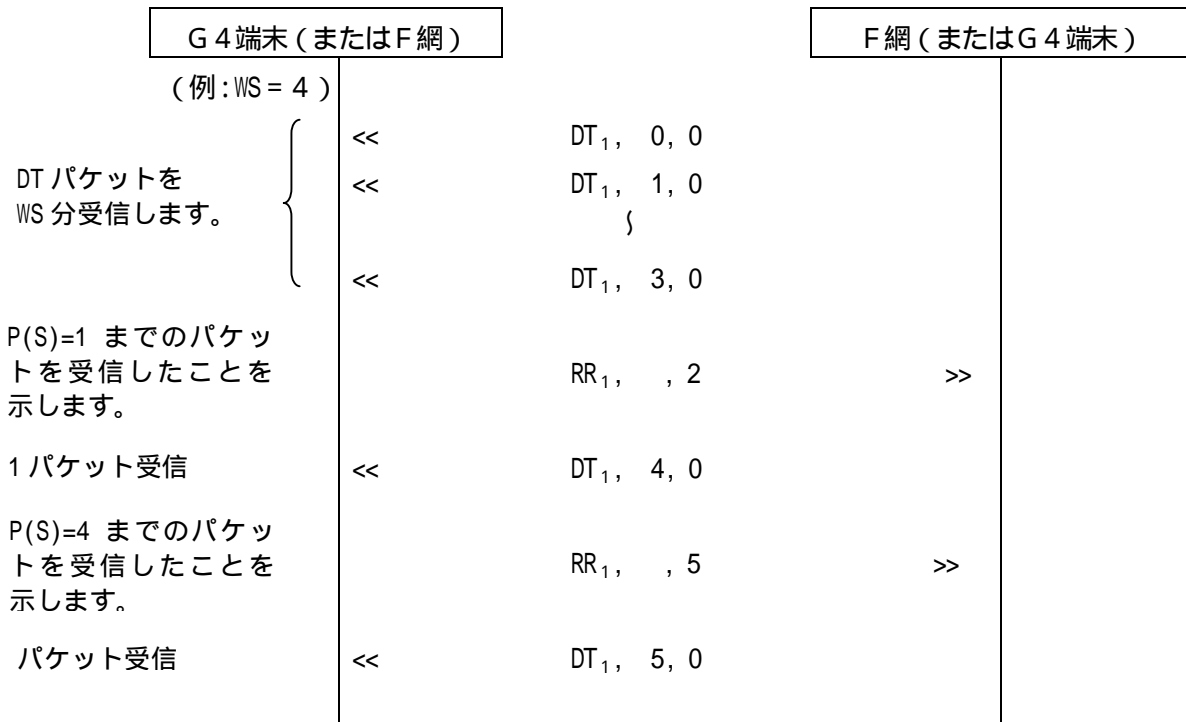 G4端末(またはF網)
F網(またはG4端末)
(例:WS=4)
<< DT1, 0, 0
DTパケットを
<< DT1, 1, 0
WS分受信します。
〜
<< DT1, 3, 0
P(S)=1 までのパケッ
トを受信したことを
示します。
RR1, , 2 >>
1パケット受信
<< DT1, 4, 0
P(S)=4 までのパケッ
トを受信したことを
示します。
RR1, , 5 >>
パケット受信
<< DT1, 5, 0